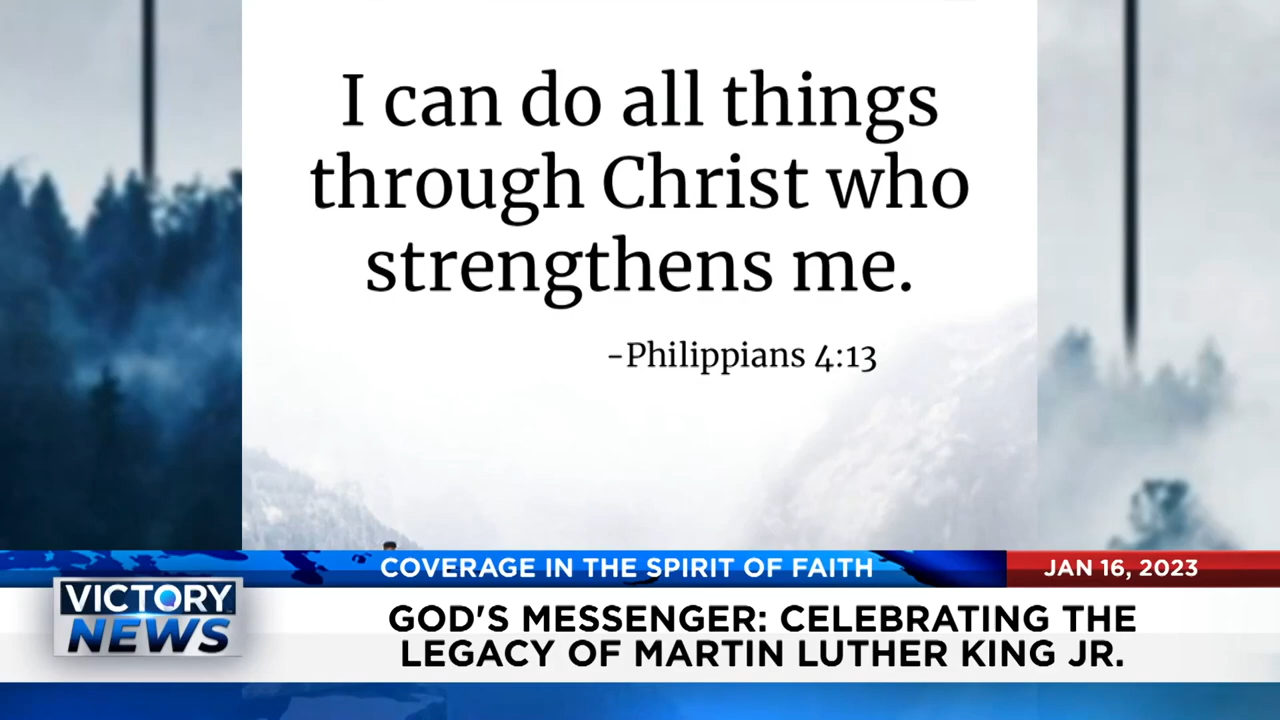 I can do all things
through Christ who
strengthens me.
-Philippians 4:13
COVERAGE IN THE SPIRIT OF FAITH
JAN 16, 2023
VICTORY
NEWS
GOD'S MESSENGER: CELEBRATING THE
LEGACY OF MARTIN LUTHER KING JR.